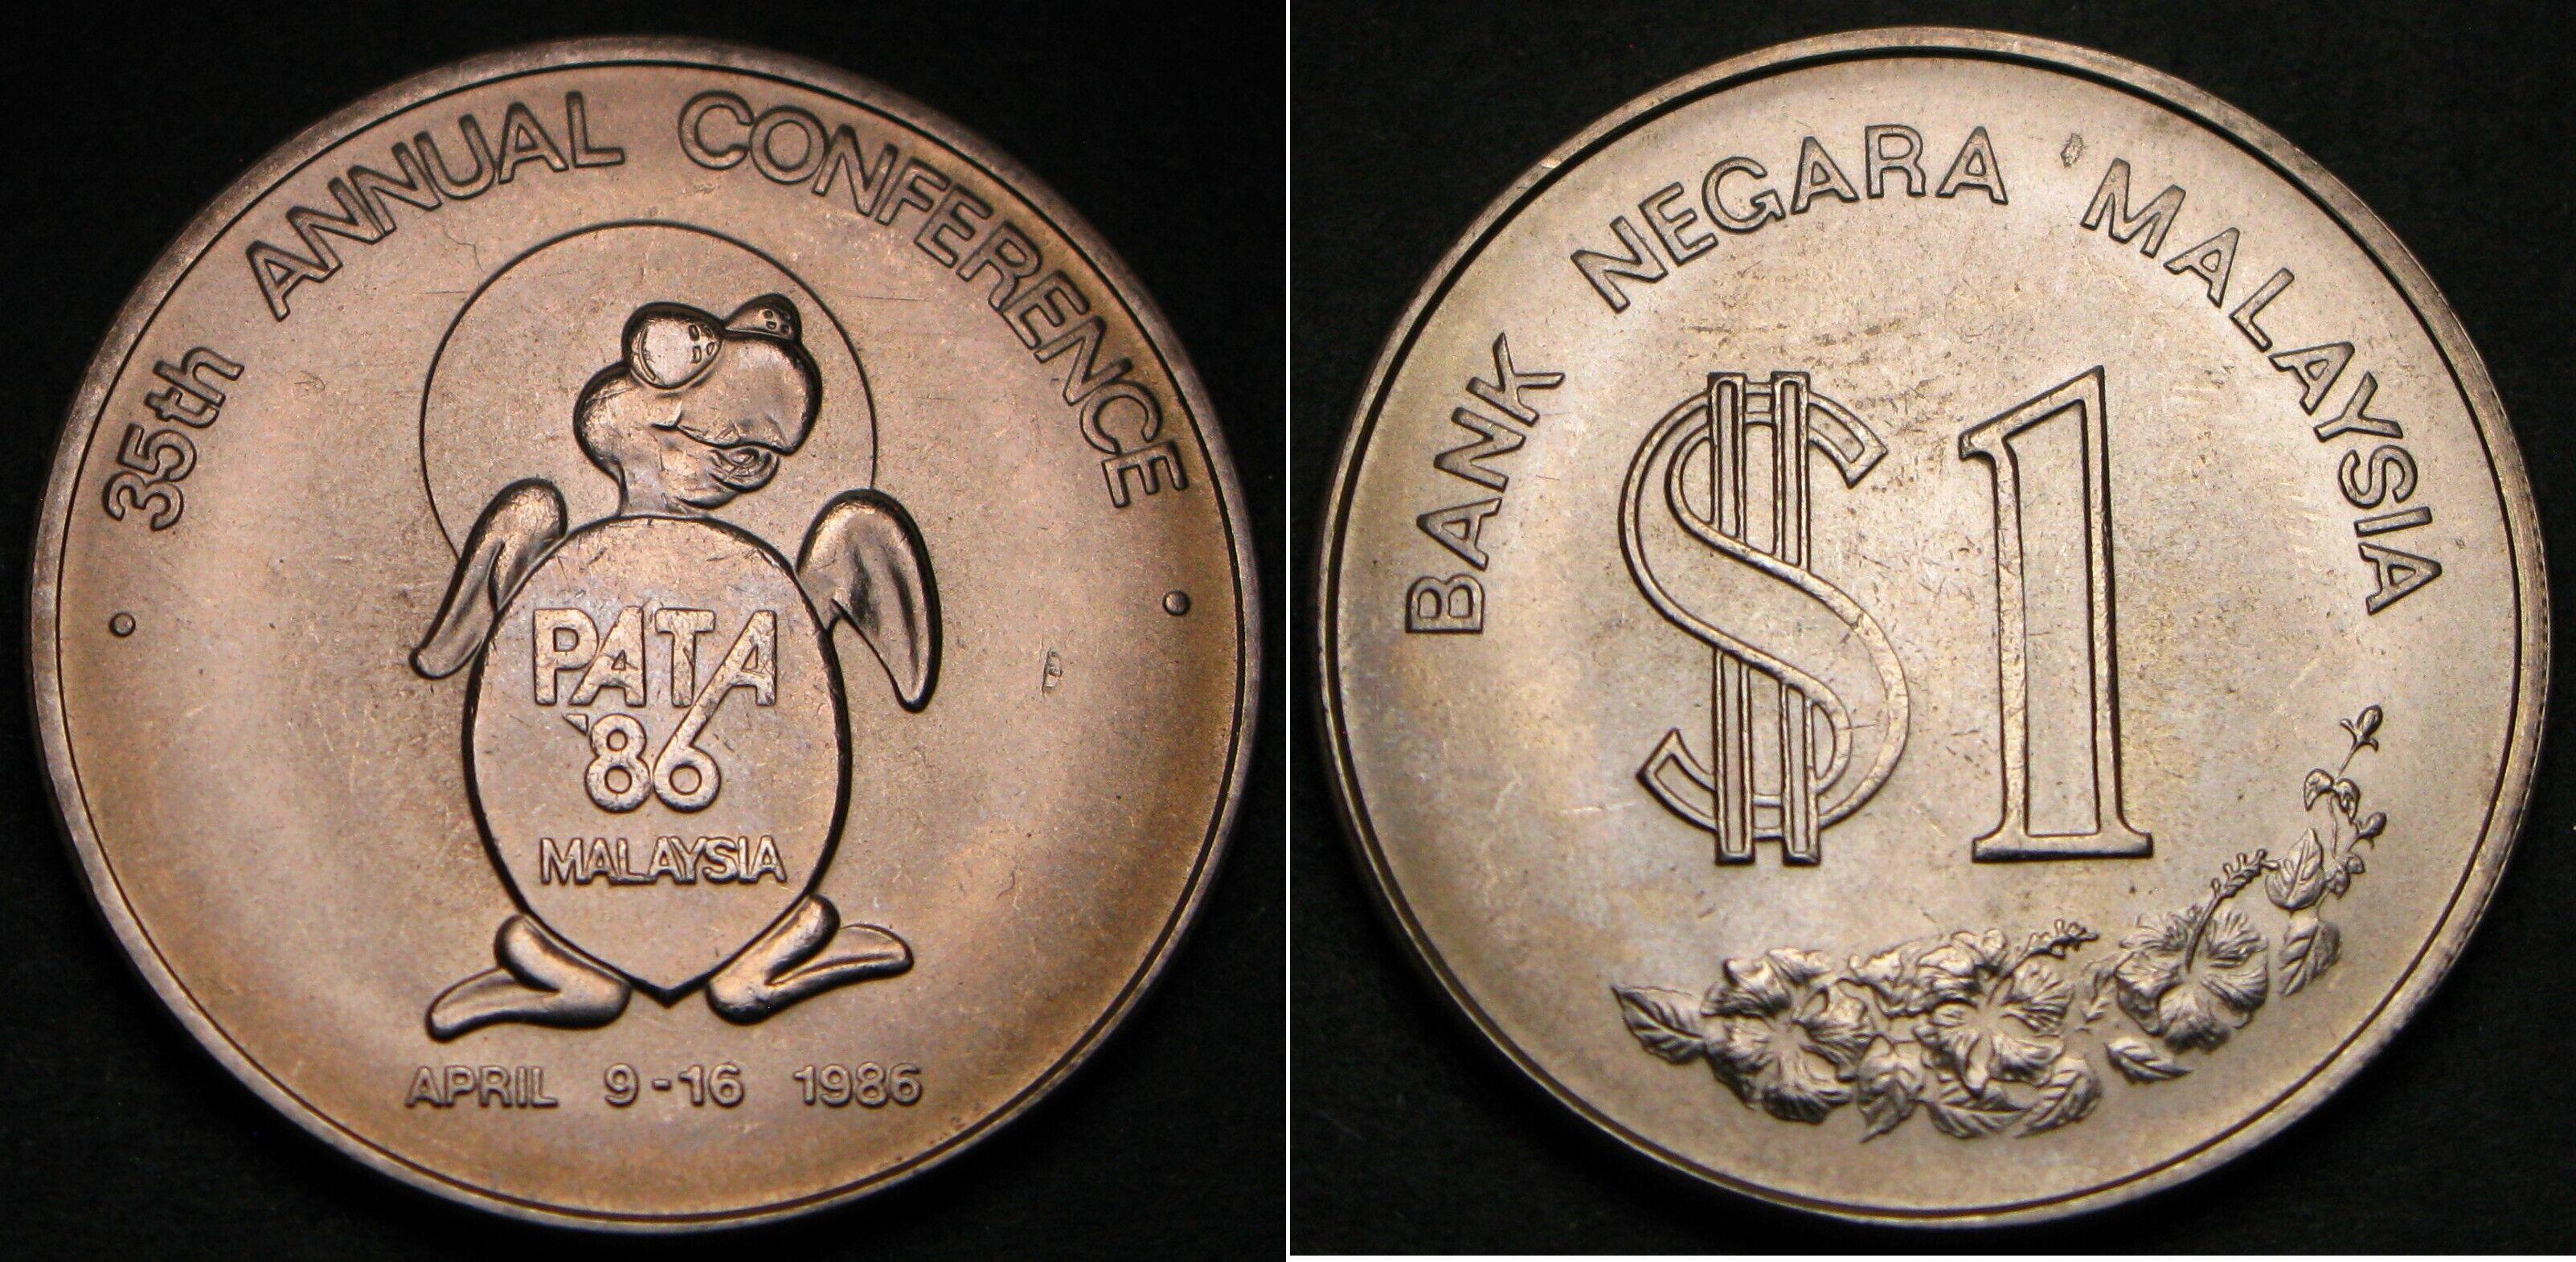 35th ANNUAL CONFERENCE
PATA
'86
MALAYSIA
APRIL 9-16 1986
BANK NEGARA MALAYSIA
$1